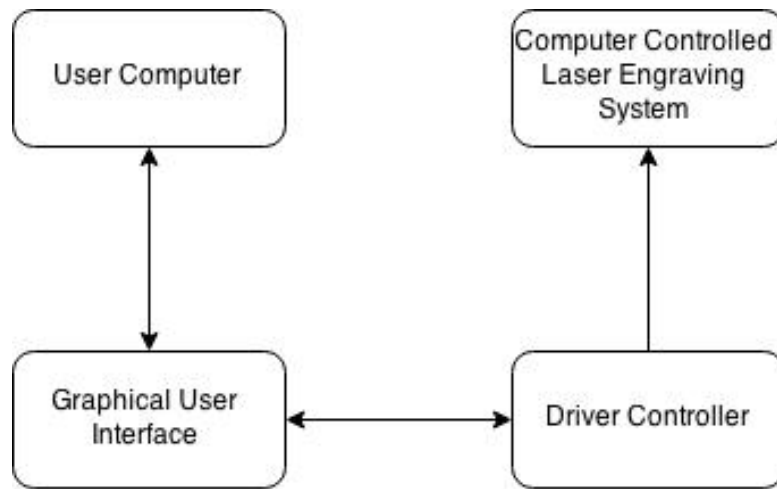 User Computer
Computer Controlled
Laser Engraving
System
Graphical User
Interface
Driver Controller